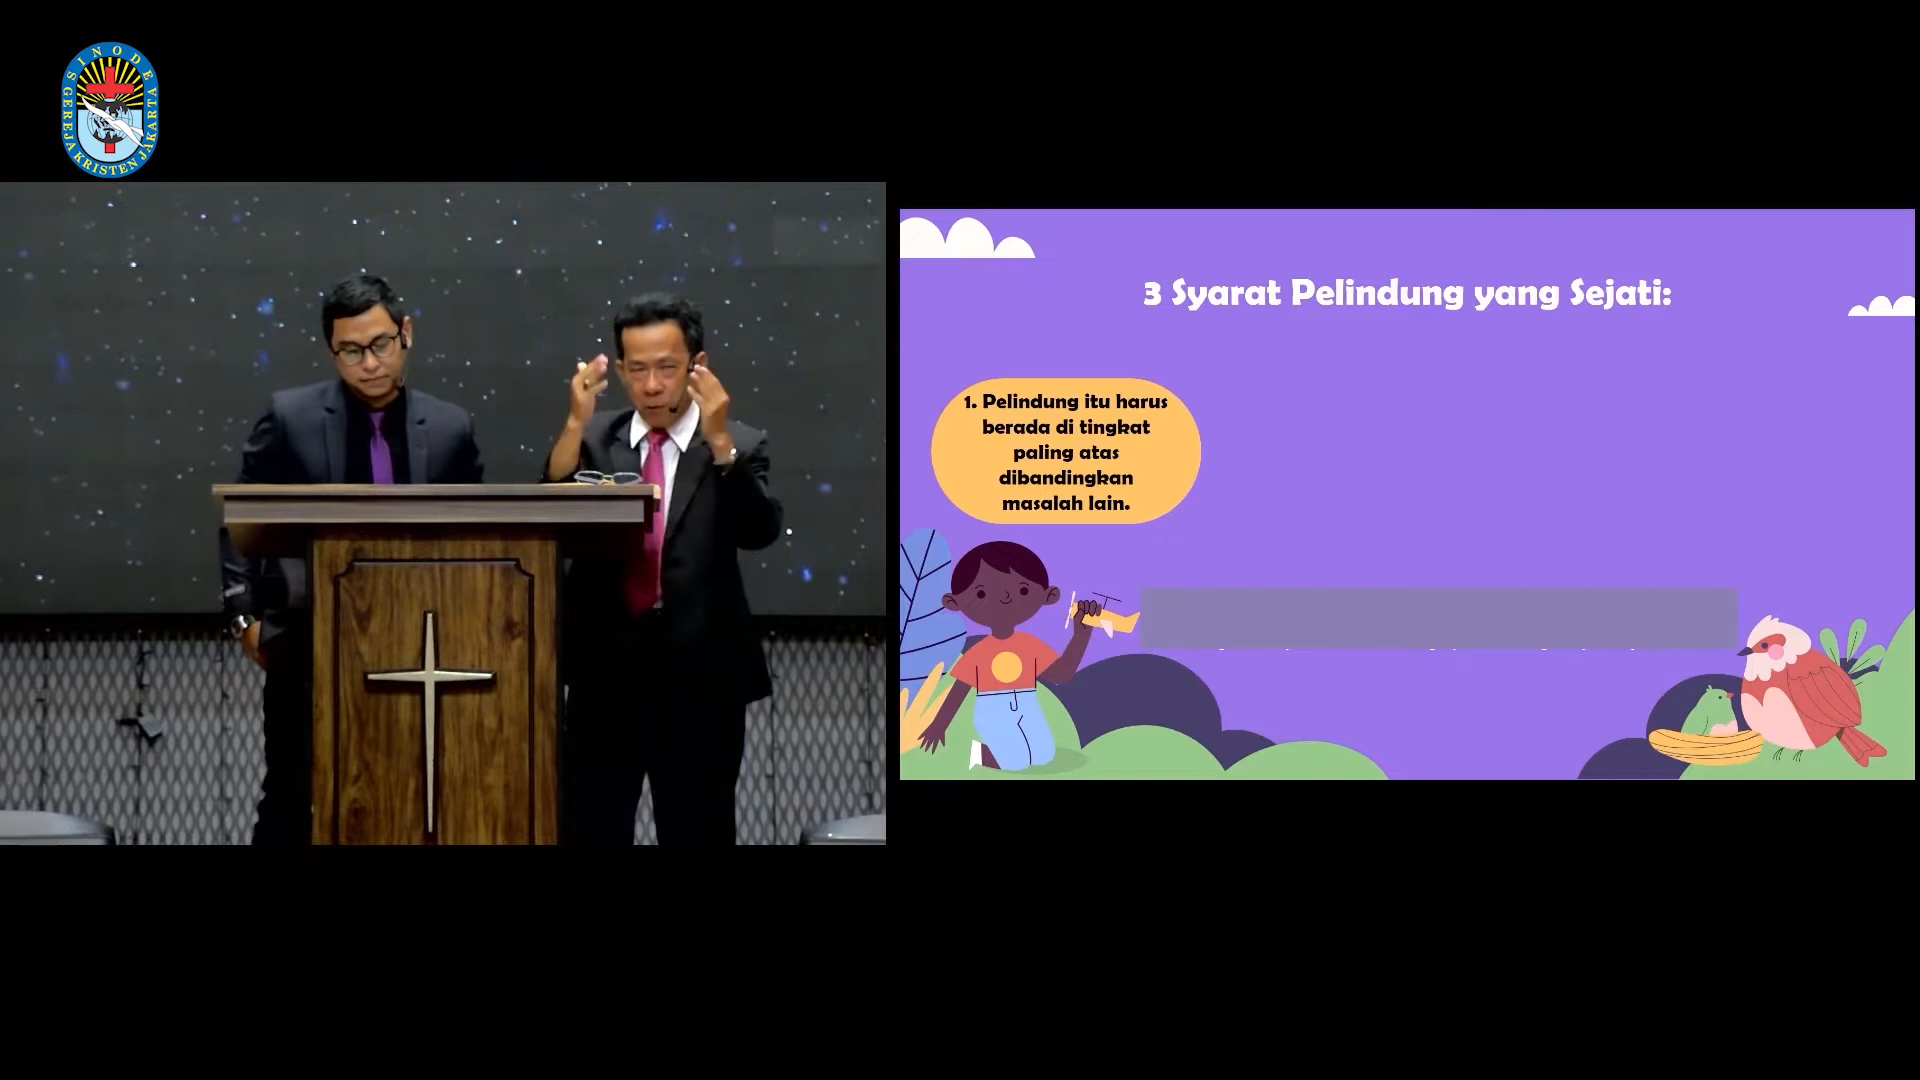 SINODE
GEREJA KRISTEN JAKARTA
3 Syarat Pelindung yang Sejati:
1. Pelindung itu harus
berada di tingkat
paling atas
dibandingkan
masalah lain.